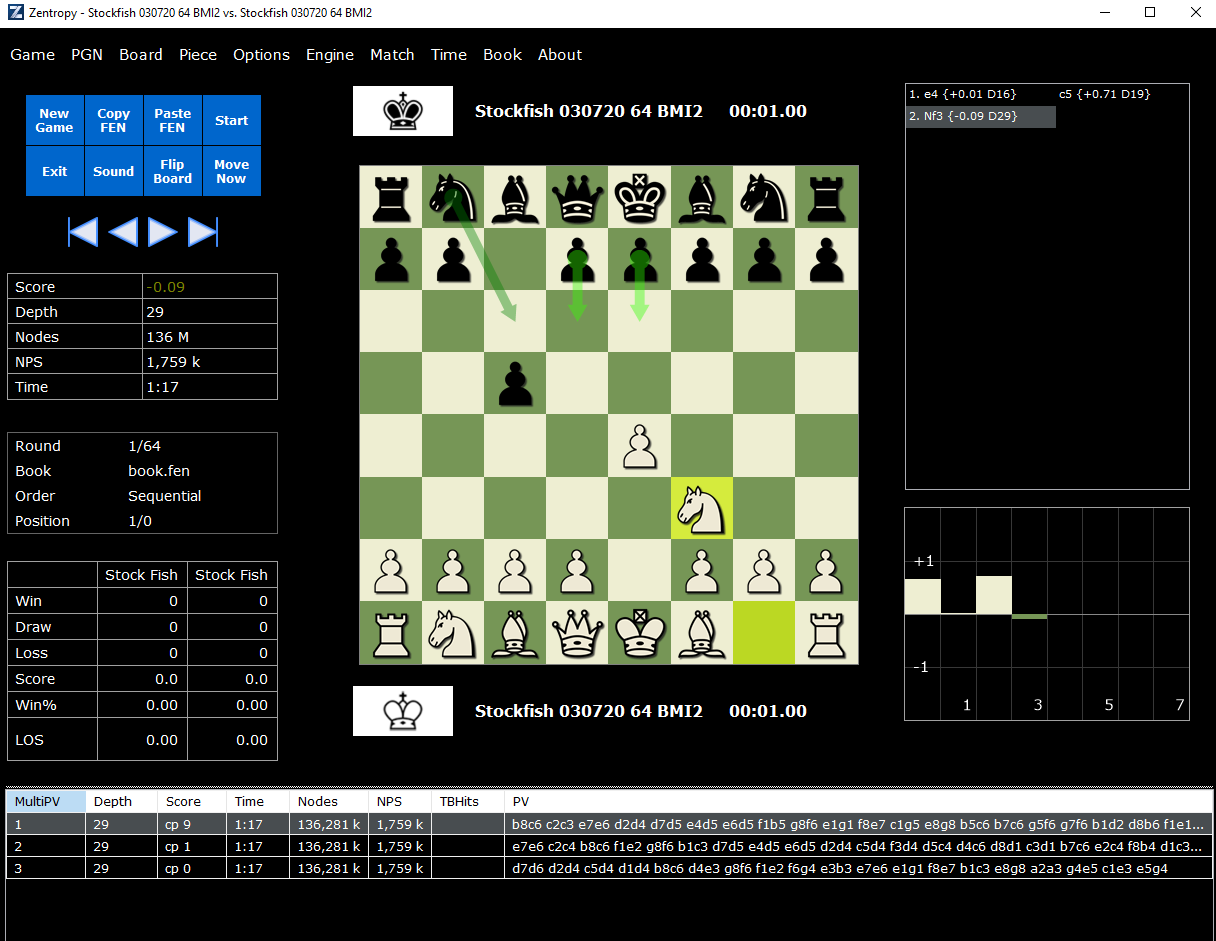 Zentropy - Stockfish 030720 64 BMI2 vs. Stockfish 030720 64 BMI2
Game PGN Board Piece Options Engine Match Time Book About
New Game
Copy FEN
Paste FEN
Start
Exit
Sound
Flip Board
Move Now
Stockfish 030720 64 BMI2 00:01.00
1. e4 {+0.01 D16} c5 {+0.71 D19}
2. Nf3 {-0.09 D29}
Score -0.09
Depth 29
Nodes 136 M
NPS 1,759 k
Time 1:17
Round 1/64
Book book.fen
Order Sequential
Position 1/0
Stock Fish Stock Fish
Win 0 0
Draw 0 0
Loss 0 0
Score 0.0 0.0
Win% 0.00 0.00
LOS 0.00 0.00
+1
-1
1 3 5 7
Stockfish 030720 64 BMI2 00:01.00
MultiPV Depth Score Time Nodes NPS TBHits PV
1 29 cp 9 1:17 136,281 k 1,759 k b8c6 c2c3 e7e6 d2d4 d7d5 e4d5 e6d5 f1b5 g8f6 e1g1 f8e7 c1g5 e8g8 b5c6 b7c6 g5f6 g7f6 b1d2 d8b6 f1e1...
2 29 cp 1 1:17 136,281 k 1,759 k e7e6 c2c4 b8c6 f1e2 g8f6 b1c3 d7d5 e4d5 e6d5 d2d4 c5d4 f3d4 d5c4 d4c6 d8d1 c3d1 b7c6 e2c4 f8b4 d1c3...
3 29 cp 0 1:17 136,281 k 1,759 k d7d6 d2d4 c5d4 d1d4 b8c6 d4e3 g8f6 f1e2 f6g4 e3b3 e7e6 e1g1 f8e7 b1c3 e8g8 a2a3 g4e5 c1e3 e5g4